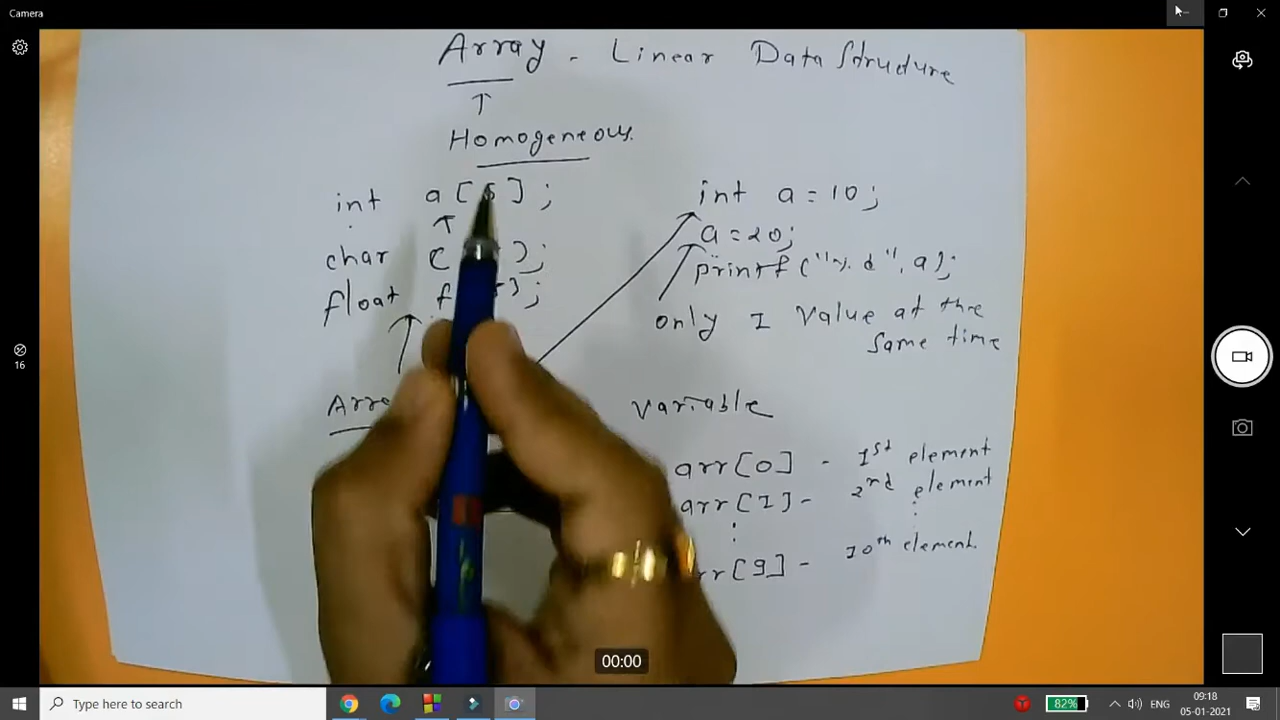 Camera
Array - Linear Data Structure
Homogeneous.
int a[5];
char
float f
int a = 10;
a = 20;
printf("%d", a);
only 1 value at the
same time
Variable
arr[0] - 1st element
arr[1] - 2nd element
arr[9] - 10th element.
16
00:00
Type here to search
82%
ENG
09:18
05-01-2021